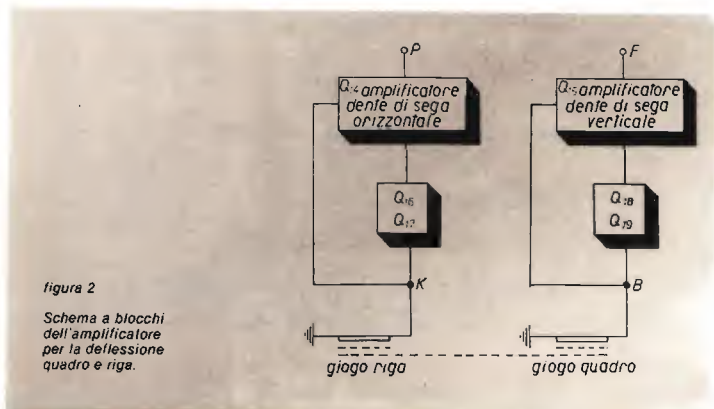 P
F
Q14 amplificatore
dente di sega
orizzontale
Q15 amplificatore
dente di sega
verticale
Q16
Q17
Q18
Q19
K
B
giogo riga
giogo quadro
figura 2
Schema a blocchi
dell'amplificatore
per la deflessione
quadro e riga.